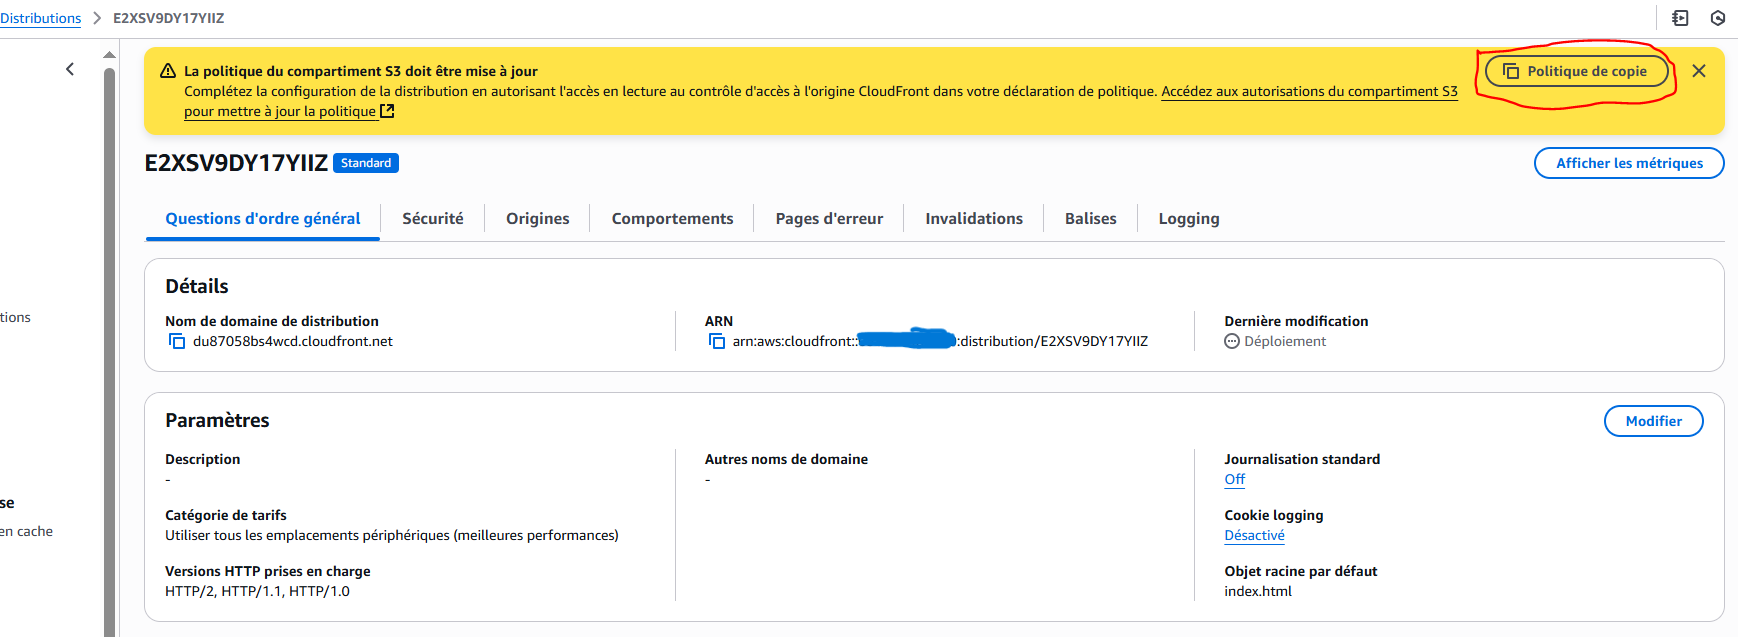 Distributions > E2XSV9DY17YIIZ
La politique du compartiment S3 doit être mise à jour
Complétez la configuration de la distribution en autorisant l'accès en lecture au contrôle d'accès à l'origine CloudFront dans votre déclaration de politique. Accédez aux autorisations du compartiment S3
pour mettre à jour la politique
Politique de copie
E2XSV9DY17YIIZ Standard
Afficher les métriques
Questions d'ordre général Sécurité Origines Comportements Pages d'erreur Invalidations Balises Logging
Détails
Nom de domaine de distribution
du87058bs4wcd.cloudfront.net
ARN
arn:aws:cloudfront:: :distribution/E2XSV9DY17YIIZ
Dernière modification
Déploiement
tions
se
en cache
Paramètres
Modifier
Description
-
Catégorie de tarifs
Utiliser tous les emplacements périphériques (meilleures performances)
Versions HTTP prises en charge
HTTP/2, HTTP/1.1, HTTP/1.0
Autres noms de domaine
-
Journalisation standard
Off
Cookie logging
Désactivé
Objet racine par défaut
index.html